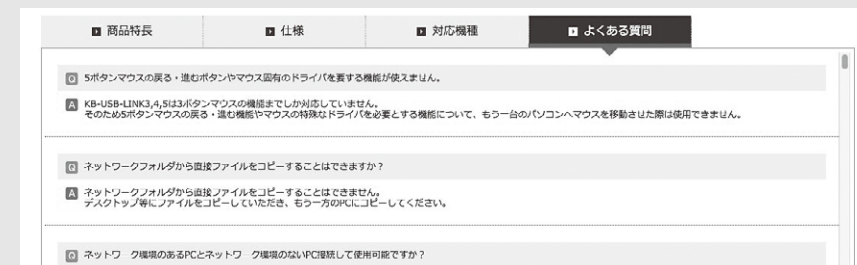 商品特長 仕様 対応機種 よくある質問
Q 5ボタンマウスの戻る・進むボタンやマウス固有のドライバを要する機能が使えません。
A KB-USB-LINK3,4,5は3ボタンマウスの機能までしか対応していません。
そのため5ボタンマウスの戻る・進む機能やマウスの特殊なドライバを必要とする機能について、もう一台のパソコンへマウスを移動させた際は使用できません。
Q ネットワークフォルダから直接ファイルをコピーすることはできますか？
A ネットワークフォルダから直接ファイルをコピーすることはできません。
デスクトップ等にファイルをコピーしていただき、もう一方のPCにコピーしてください。
Q ネットワーク環境のあるPCとネットワーク環境のないPC接続して使用可能ですか？